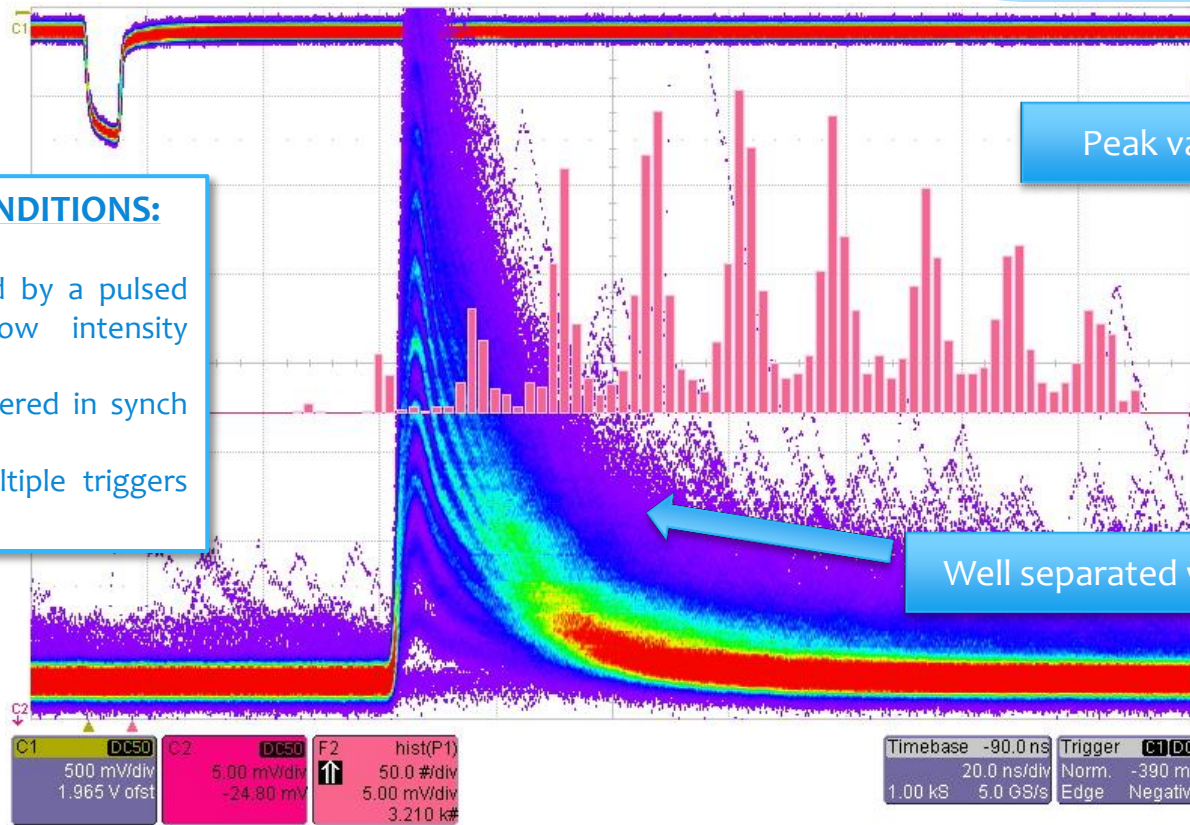 C1
Peak va
NDITIONS:
d by a pulsed
ow intensity
ered in synch
ltiple triggers
Well separated
C2
C1 DC50
500 mV/div
1.965 V ofst
C2 DC50
5.00 mV/div
-24.80 mV
F2 hist(P1)
50.0 #/div
5.00 mV/div
3.210 k#
Timebase -90.0 ns
20.0 ns/div
1.00 kS 5.0 GS/s
Trigger C1 DC
Norm. -390 m
Edge Negativ